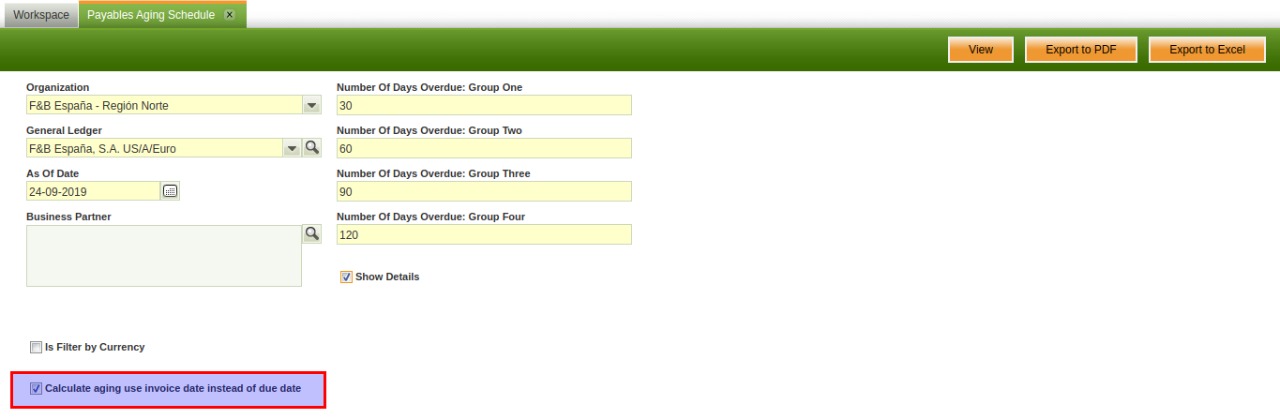 Workspace
Payables Aging Schedule x
View
Export to PDF
Export to Excel
Organization
F&B España - Región Norte
General Ledger
F&B España, S.A. US/A/Euro
As Of Date
24-09-2019
Business Partner
Number Of Days Overdue: Group One
30
Number Of Days Overdue: Group Two
60
Number Of Days Overdue: Group Three
90
Number Of Days Overdue: Group Four
120
Show Details
Is Filter by Currency
Calculate aging use invoice date instead of due date